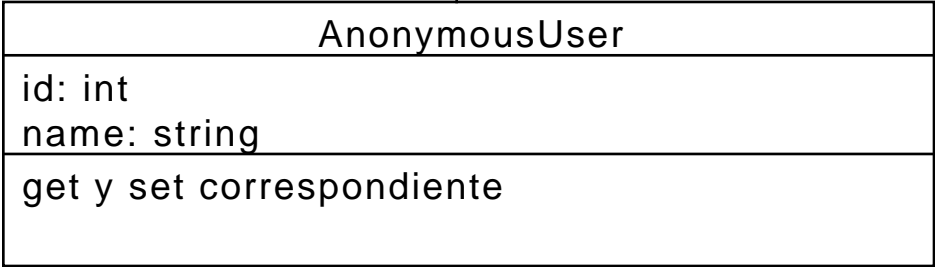 AnonymousUser
id: int
name: string
get y set correspondiente